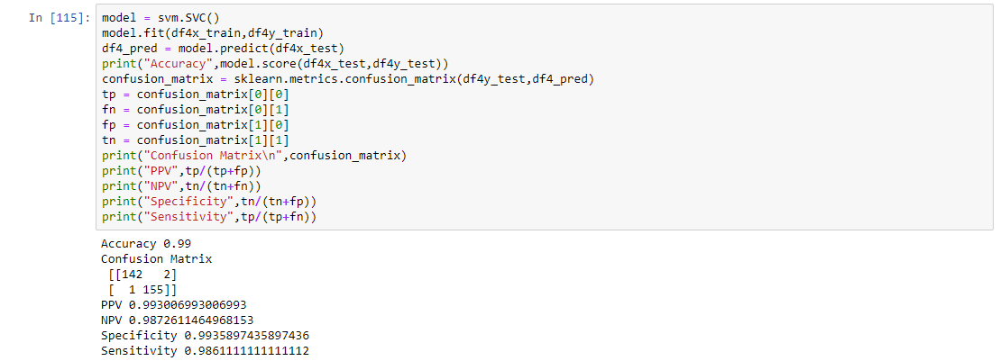 In [115]: model = svm.SVC()
model.fit(df4x_train,df4y_train)
df4_pred = model.predict(df4x_test)
print("Accuracy",model.score(df4x_test,df4y_test))
confusion_matrix = sklearn.metrics.confusion_matrix(df4y_test,df4_pred)
tp = confusion_matrix[0][0]
fn = confusion_matrix[0][1]
fp = confusion_matrix[1][0]
tn = confusion_matrix[1][1]
print("Confusion Matrix\n",confusion_matrix)
print("PPV",tp/(tp+fp))
print("NPV",tn/(tn+fn))
print("Specificity",tn/(tn+fp))
print("Sensitivity",tp/(tp+fn))
Accuracy 0.99
Confusion Matrix
[[142   2]
[  1 155]]
PPV 0.993006993006993
NPV 0.9872611464968153
Specificity 0.9935897435897436
Sensitivity 0.9861111111111112